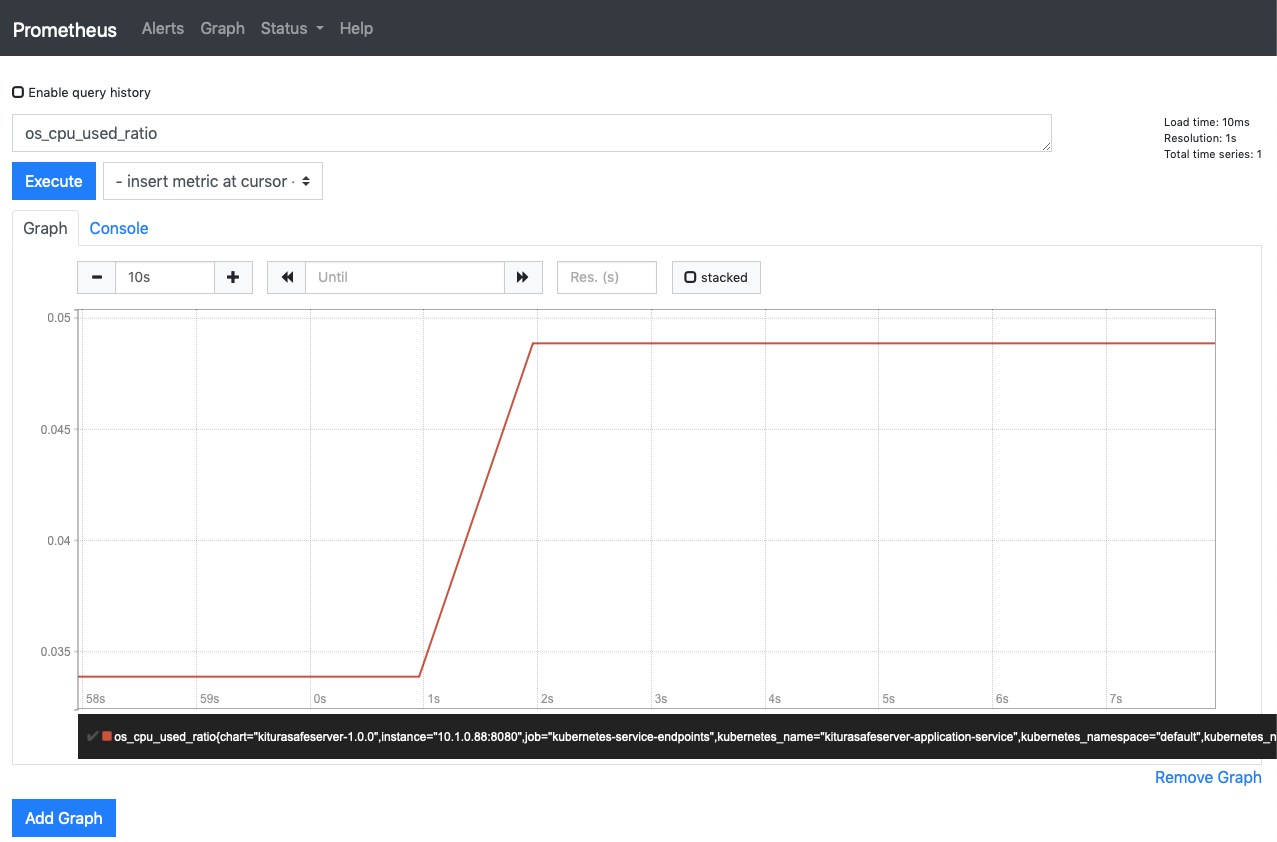 Prometheus Alerts Graph Status Help
Enable query history
os_cpu_used_ratio
Load time: 10ms
Resolution: 1s
Total time series: 1
Execute - insert metric at cursor -
Graph Console
10s Until Res. (s) stacked
0.05
0.045
0.04
0.035
58s 59s 0s 1s 2s 3s 4s 5s 6s 7s
os_cpu_used_ratio{chart="kiturasafeserver-1.0.0",instance="10.1.0.88:8080",job="kubernetes-service-endpoints",kubernetes_name="kiturasafeserver-application-service",kubernetes_namespace="default",kubernetes_n
Remove Graph
Add Graph